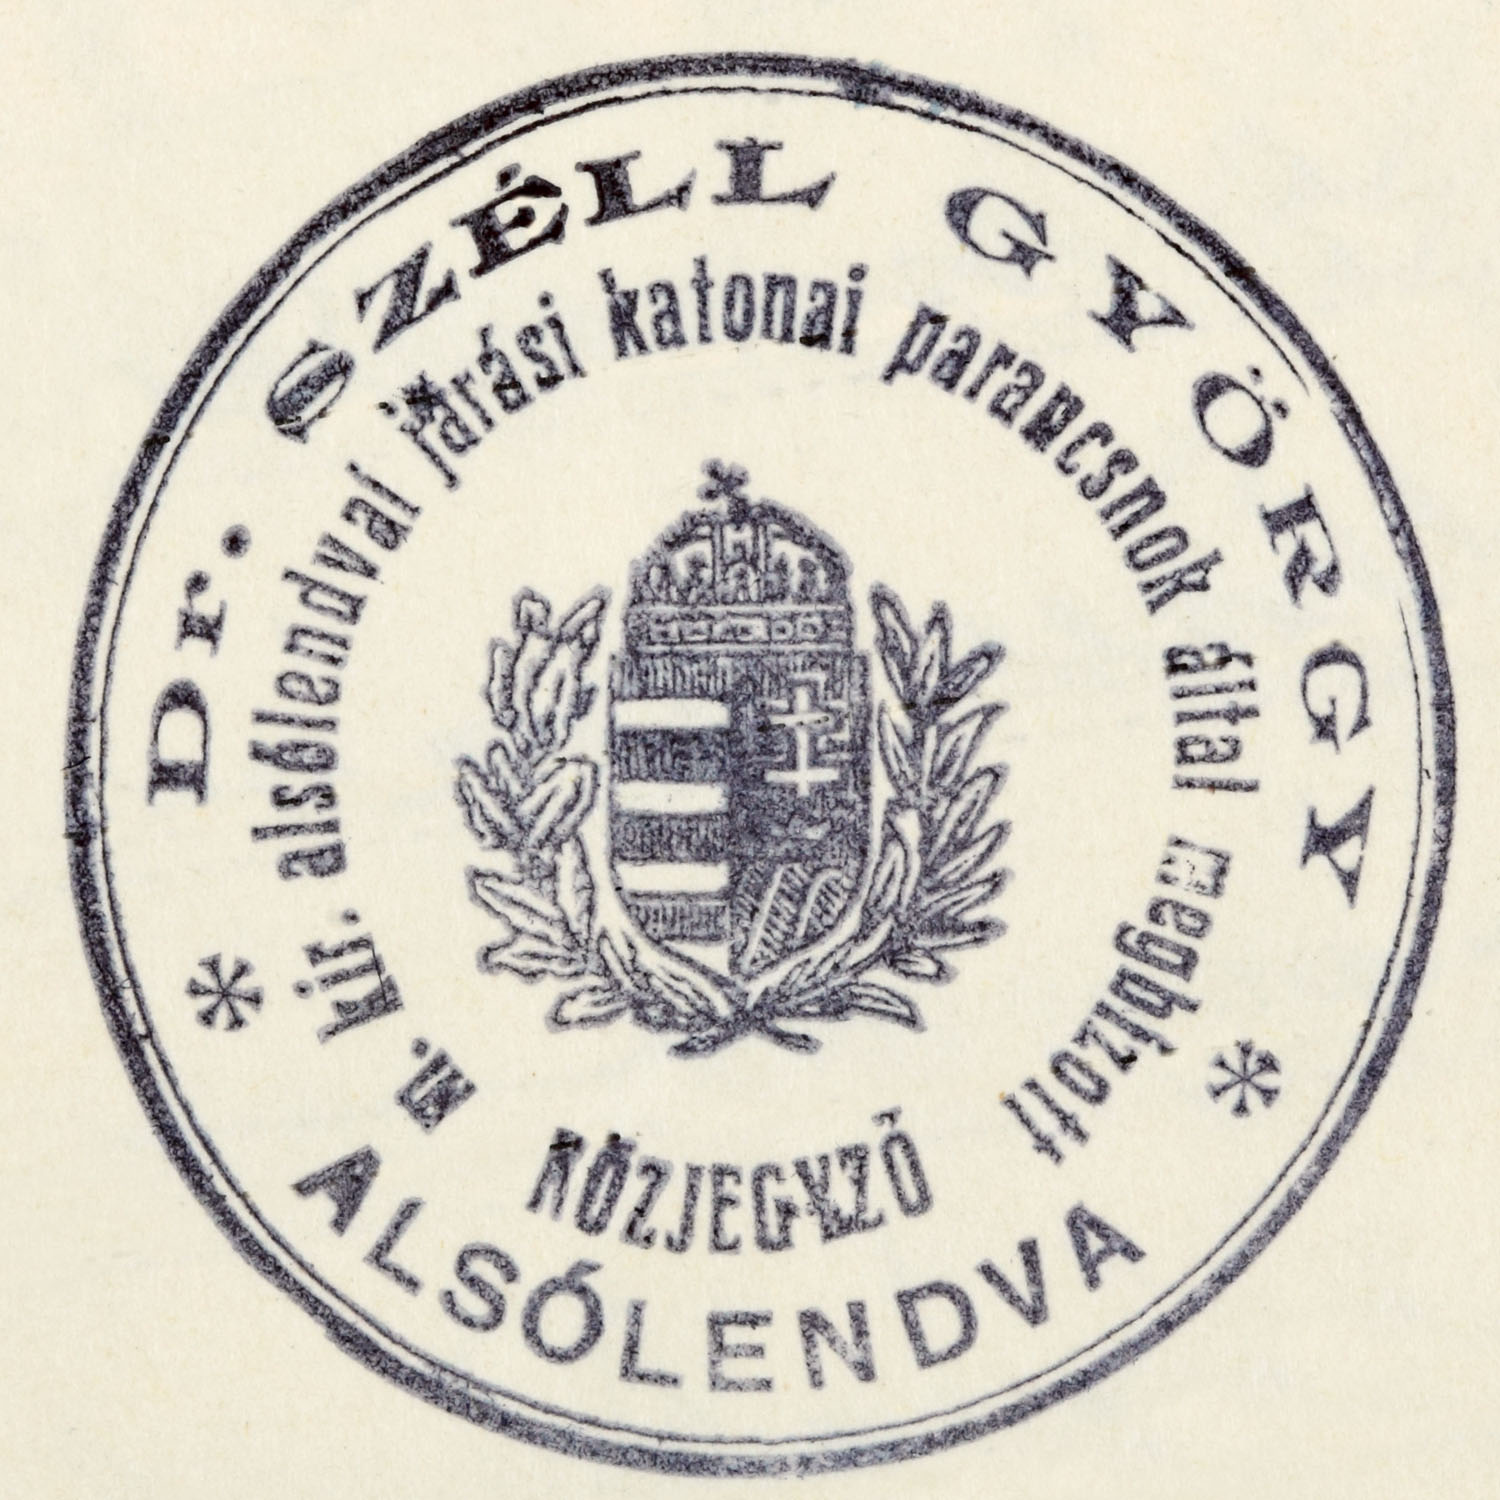 Dr. SZÉLL GYÖRGY
m. kir. alsólendvai járási katonai parancsnok által megbízott
KÖZJEGYZŐ
ALSÓLENDVA